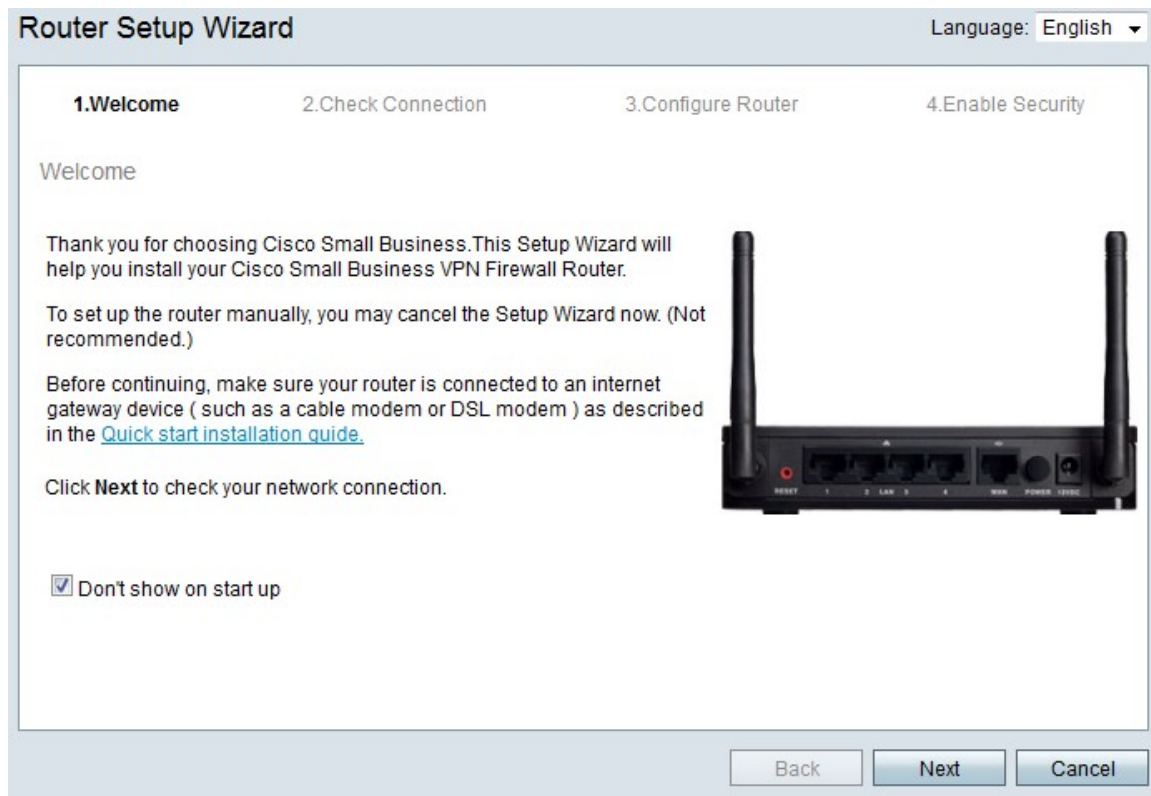 Router Setup Wizard
Language: English
1.Welcome 2.Check Connection 3.Configure Router 4.Enable Security
Welcome
Thank you for choosing Cisco Small Business.This Setup Wizard will
help you install your Cisco Small Business VPN Firewall Router.
To set up the router manually, you may cancel the Setup Wizard now. (Not
recommended.)
Before continuing, make sure your router is connected to an internet
gateway device ( such as a cable modem or DSL modem ) as described
in the Quick start installation guide.
Click Next to check your network connection.
RESET 1 2 LAN 3 4 WAN POWER 12VDC
Don't show on start up
Back Next Cancel